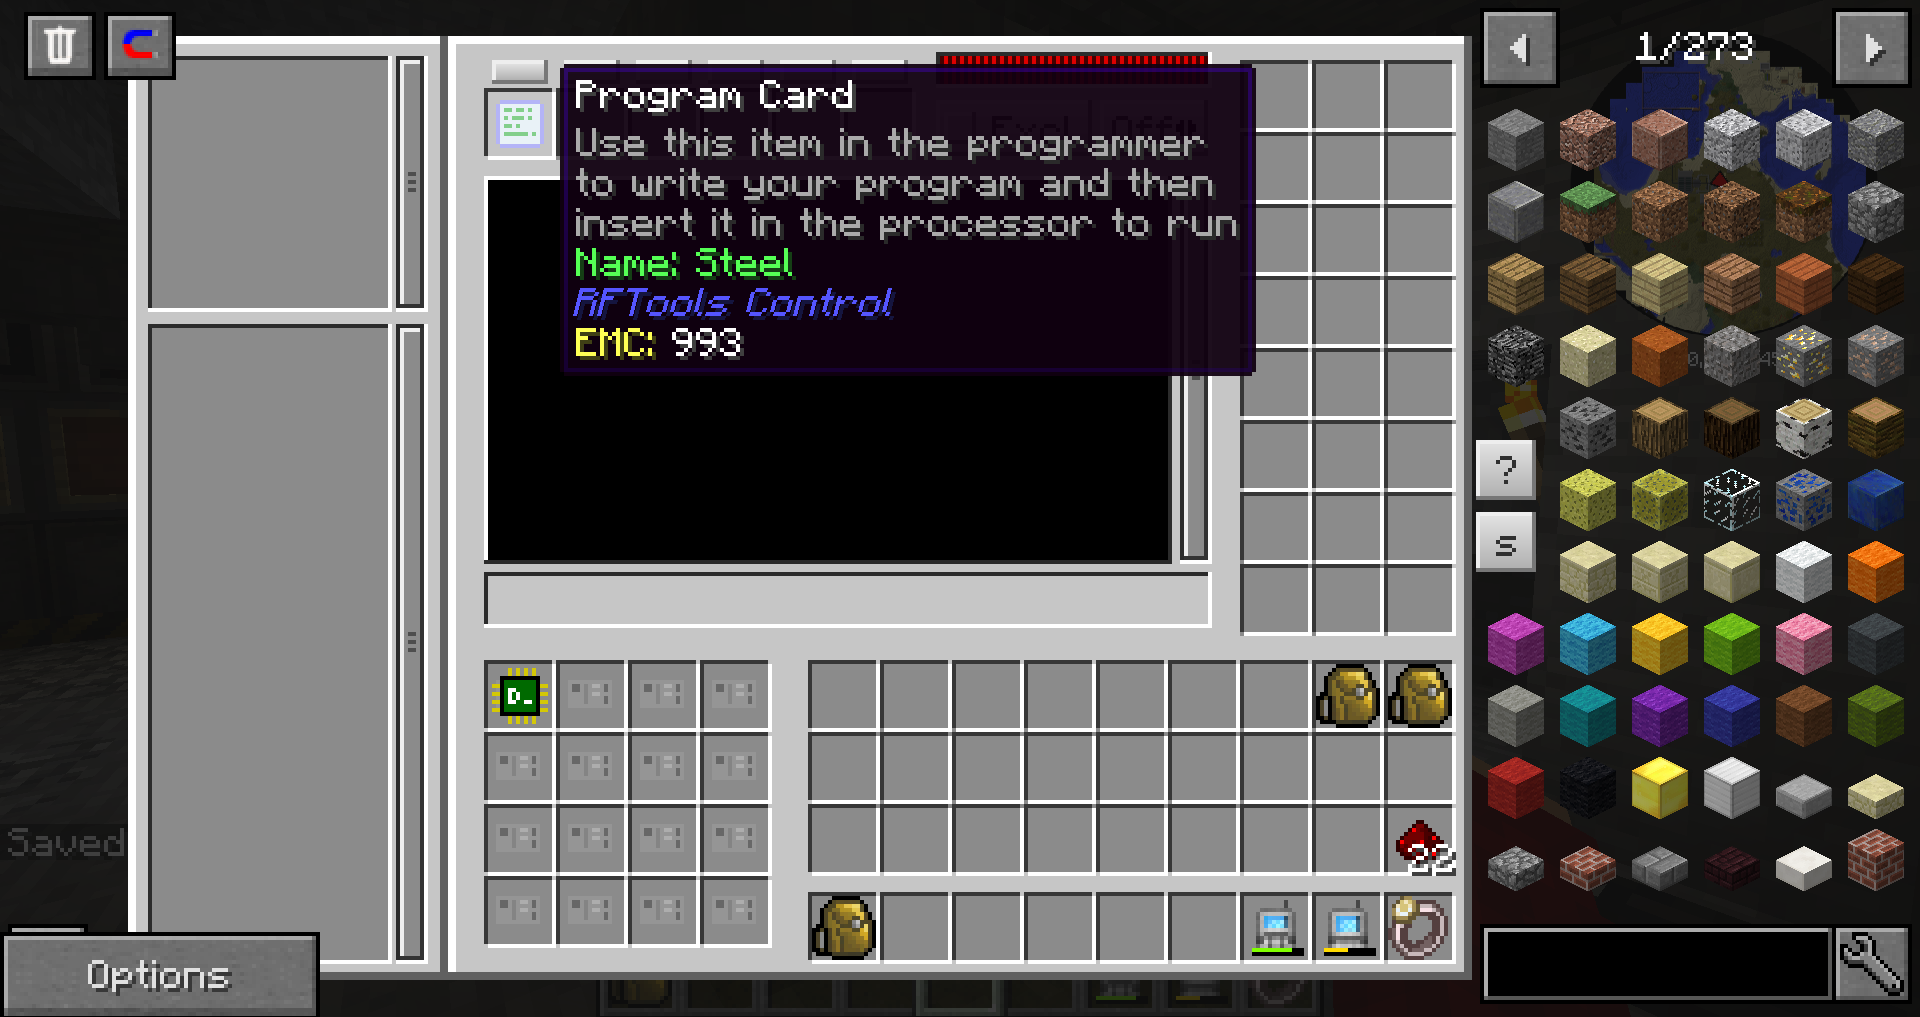 1/273
Program Card
Use this item in the programmer
to write your program and then
insert it in the processor to run
Name: Steel
RFTools Control
EMC: 993
?
s
D_
22
Saved
Options